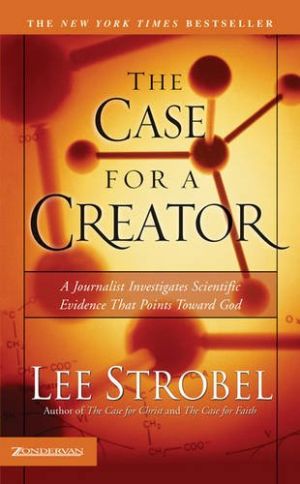 THE NEW YORK TIMES BESTSELLER
THE
CASE
FOR A
CREATOR
A Journalist Investigates Scientific
Evidence That Points Toward God
LEE STROBEL
Author of The Case for Christ and The Case for Faith
ZONDERVAN